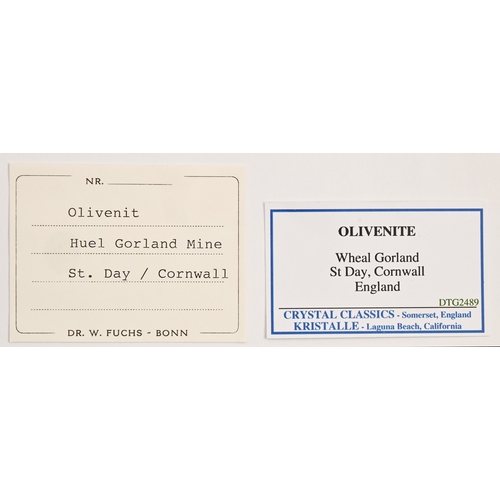 NR.
Olivenit
Huel Gorland Mine
St. Day / Cornwall
DR. W. FUCHS - BONN
OLIVENITE
Wheal Gorland
St Day, Cornwall
England
DTG2489
CRYSTAL CLASSICS - Somerset, England
KRISTALLE - Laguna Beach, California